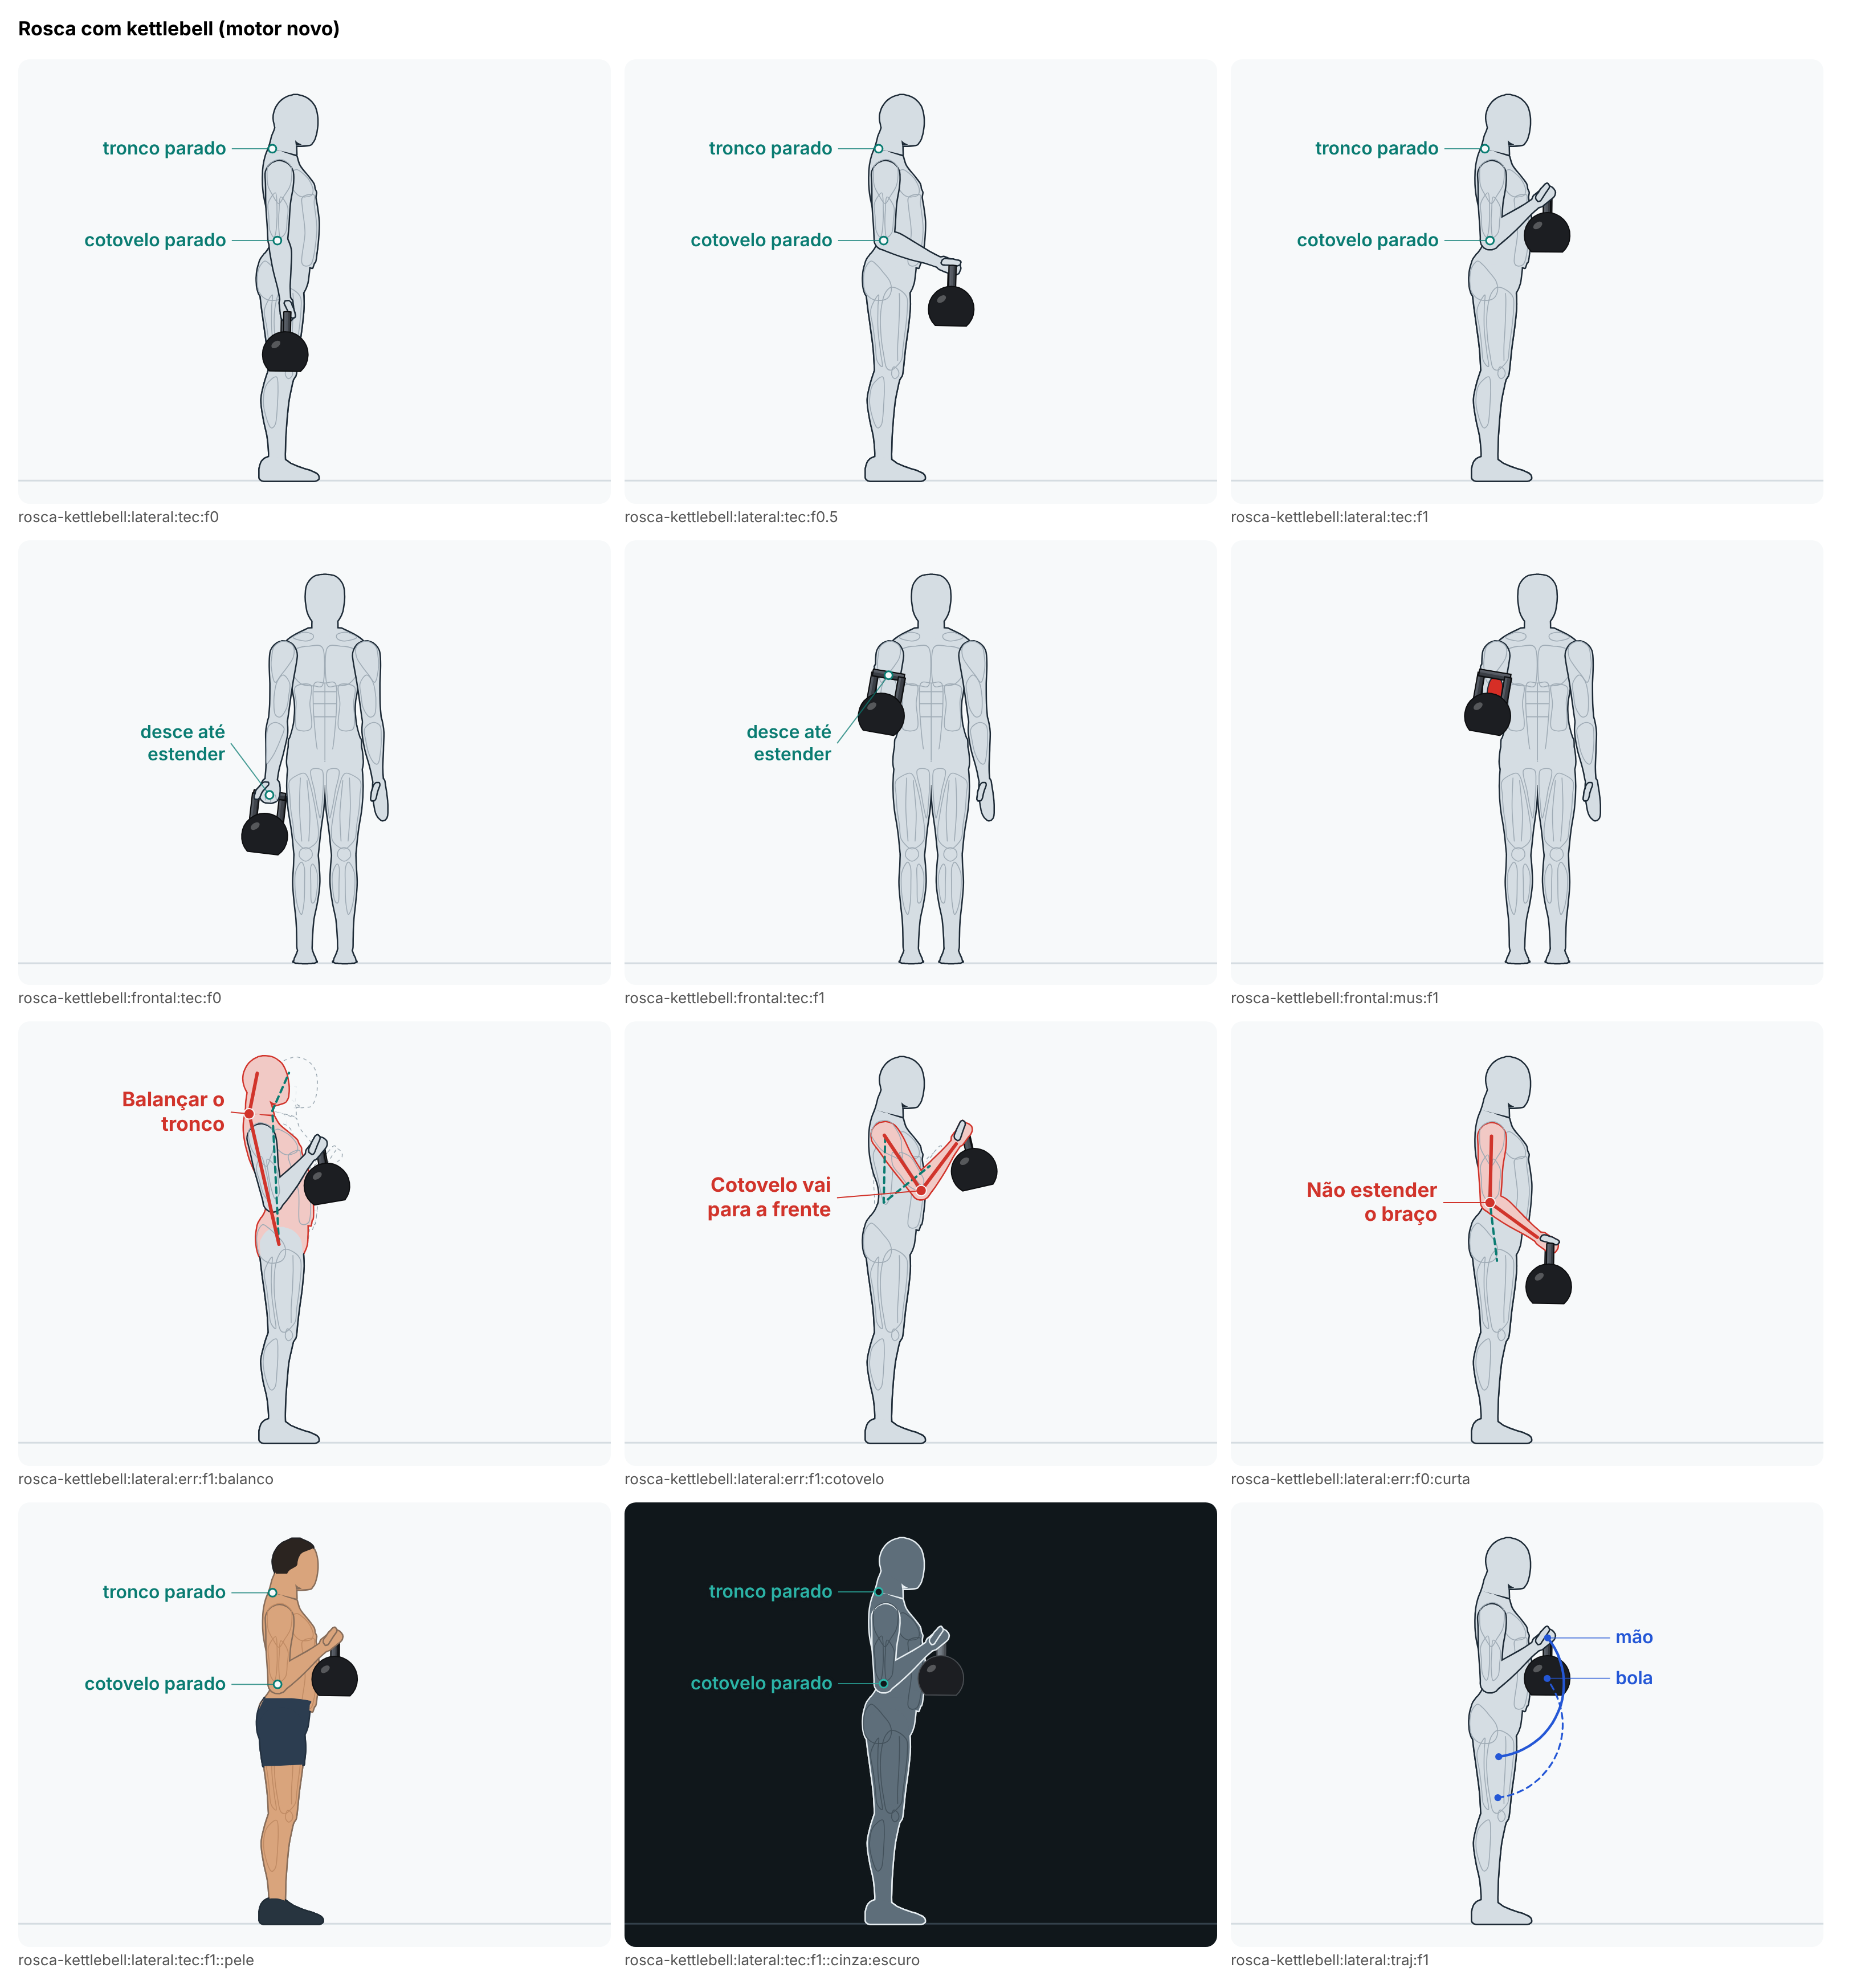 Rosca com kettlebell (motor novo)
tronco parado
cotovelo parado
rosca-kettlebell:lateral:tec:f0
tronco parado
cotovelo parado
rosca-kettlebell:lateral:tec:f0.5
tronco parado
cotovelo parado
rosca-kettlebell:lateral:tec:f1
desce até
estender
rosca-kettlebell:frontal:tec:f0
desce até
estender
rosca-kettlebell:frontal:tec:f1
rosca-kettlebell:frontal:mus:f1
Balançar o
tronco
rosca-kettlebell:lateral:err:f1:balanco
Cotovelo vai
para a frente
rosca-kettlebell:lateral:err:f1:cotovelo
Não estender
o braço
rosca-kettlebell:lateral:err:f0:curta
tronco parado
cotovelo parado
rosca-kettlebell:lateral:tec:f1::pele
tronco parado
cotovelo parado
rosca-kettlebell:lateral:tec:f1::cinza:escuro
mão
bola
rosca-kettlebell:lateral:traj:f1